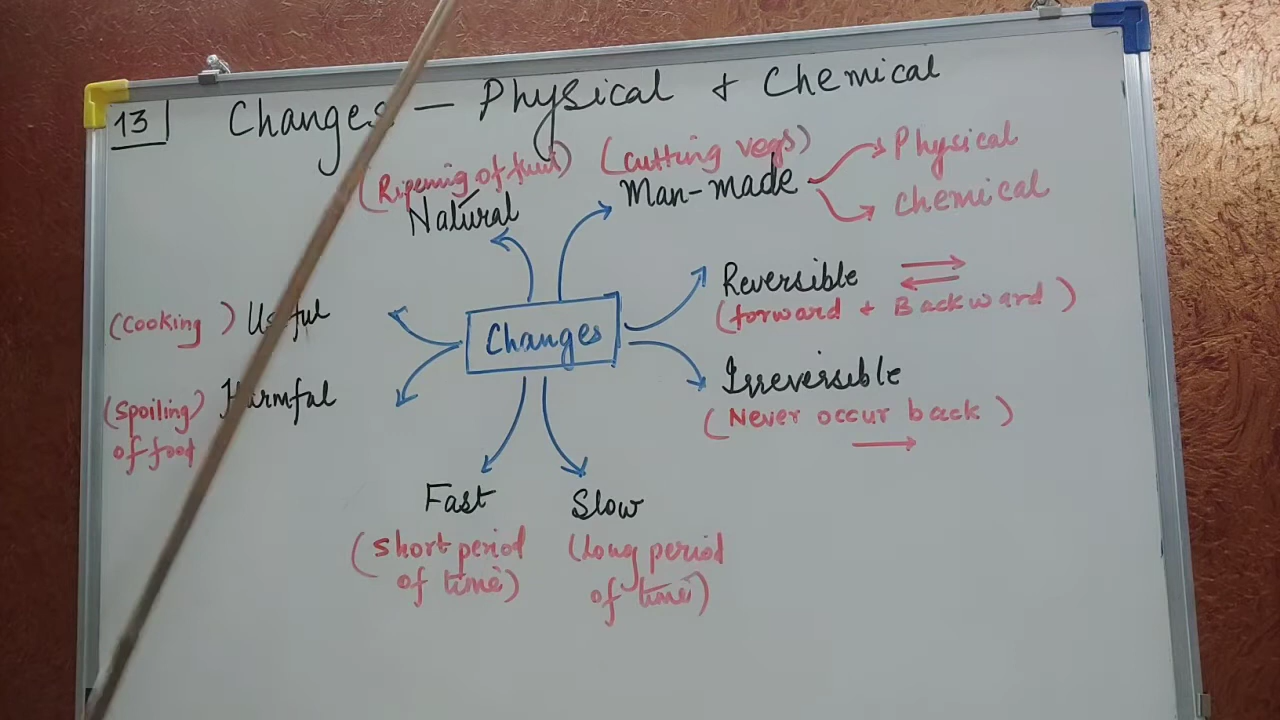 13 Changes — Physical + Chemical
(Ripening of fruit) (Cutting vegs) Physical
Natural Man-made Chemical
Reversible
(forward + Backward)
(Cooking) Useful
Changes
Irreversible
(Never occur back)
(Spoiling) Harmful
of food
Fast Slow
(Short period (long period
of time) of time)